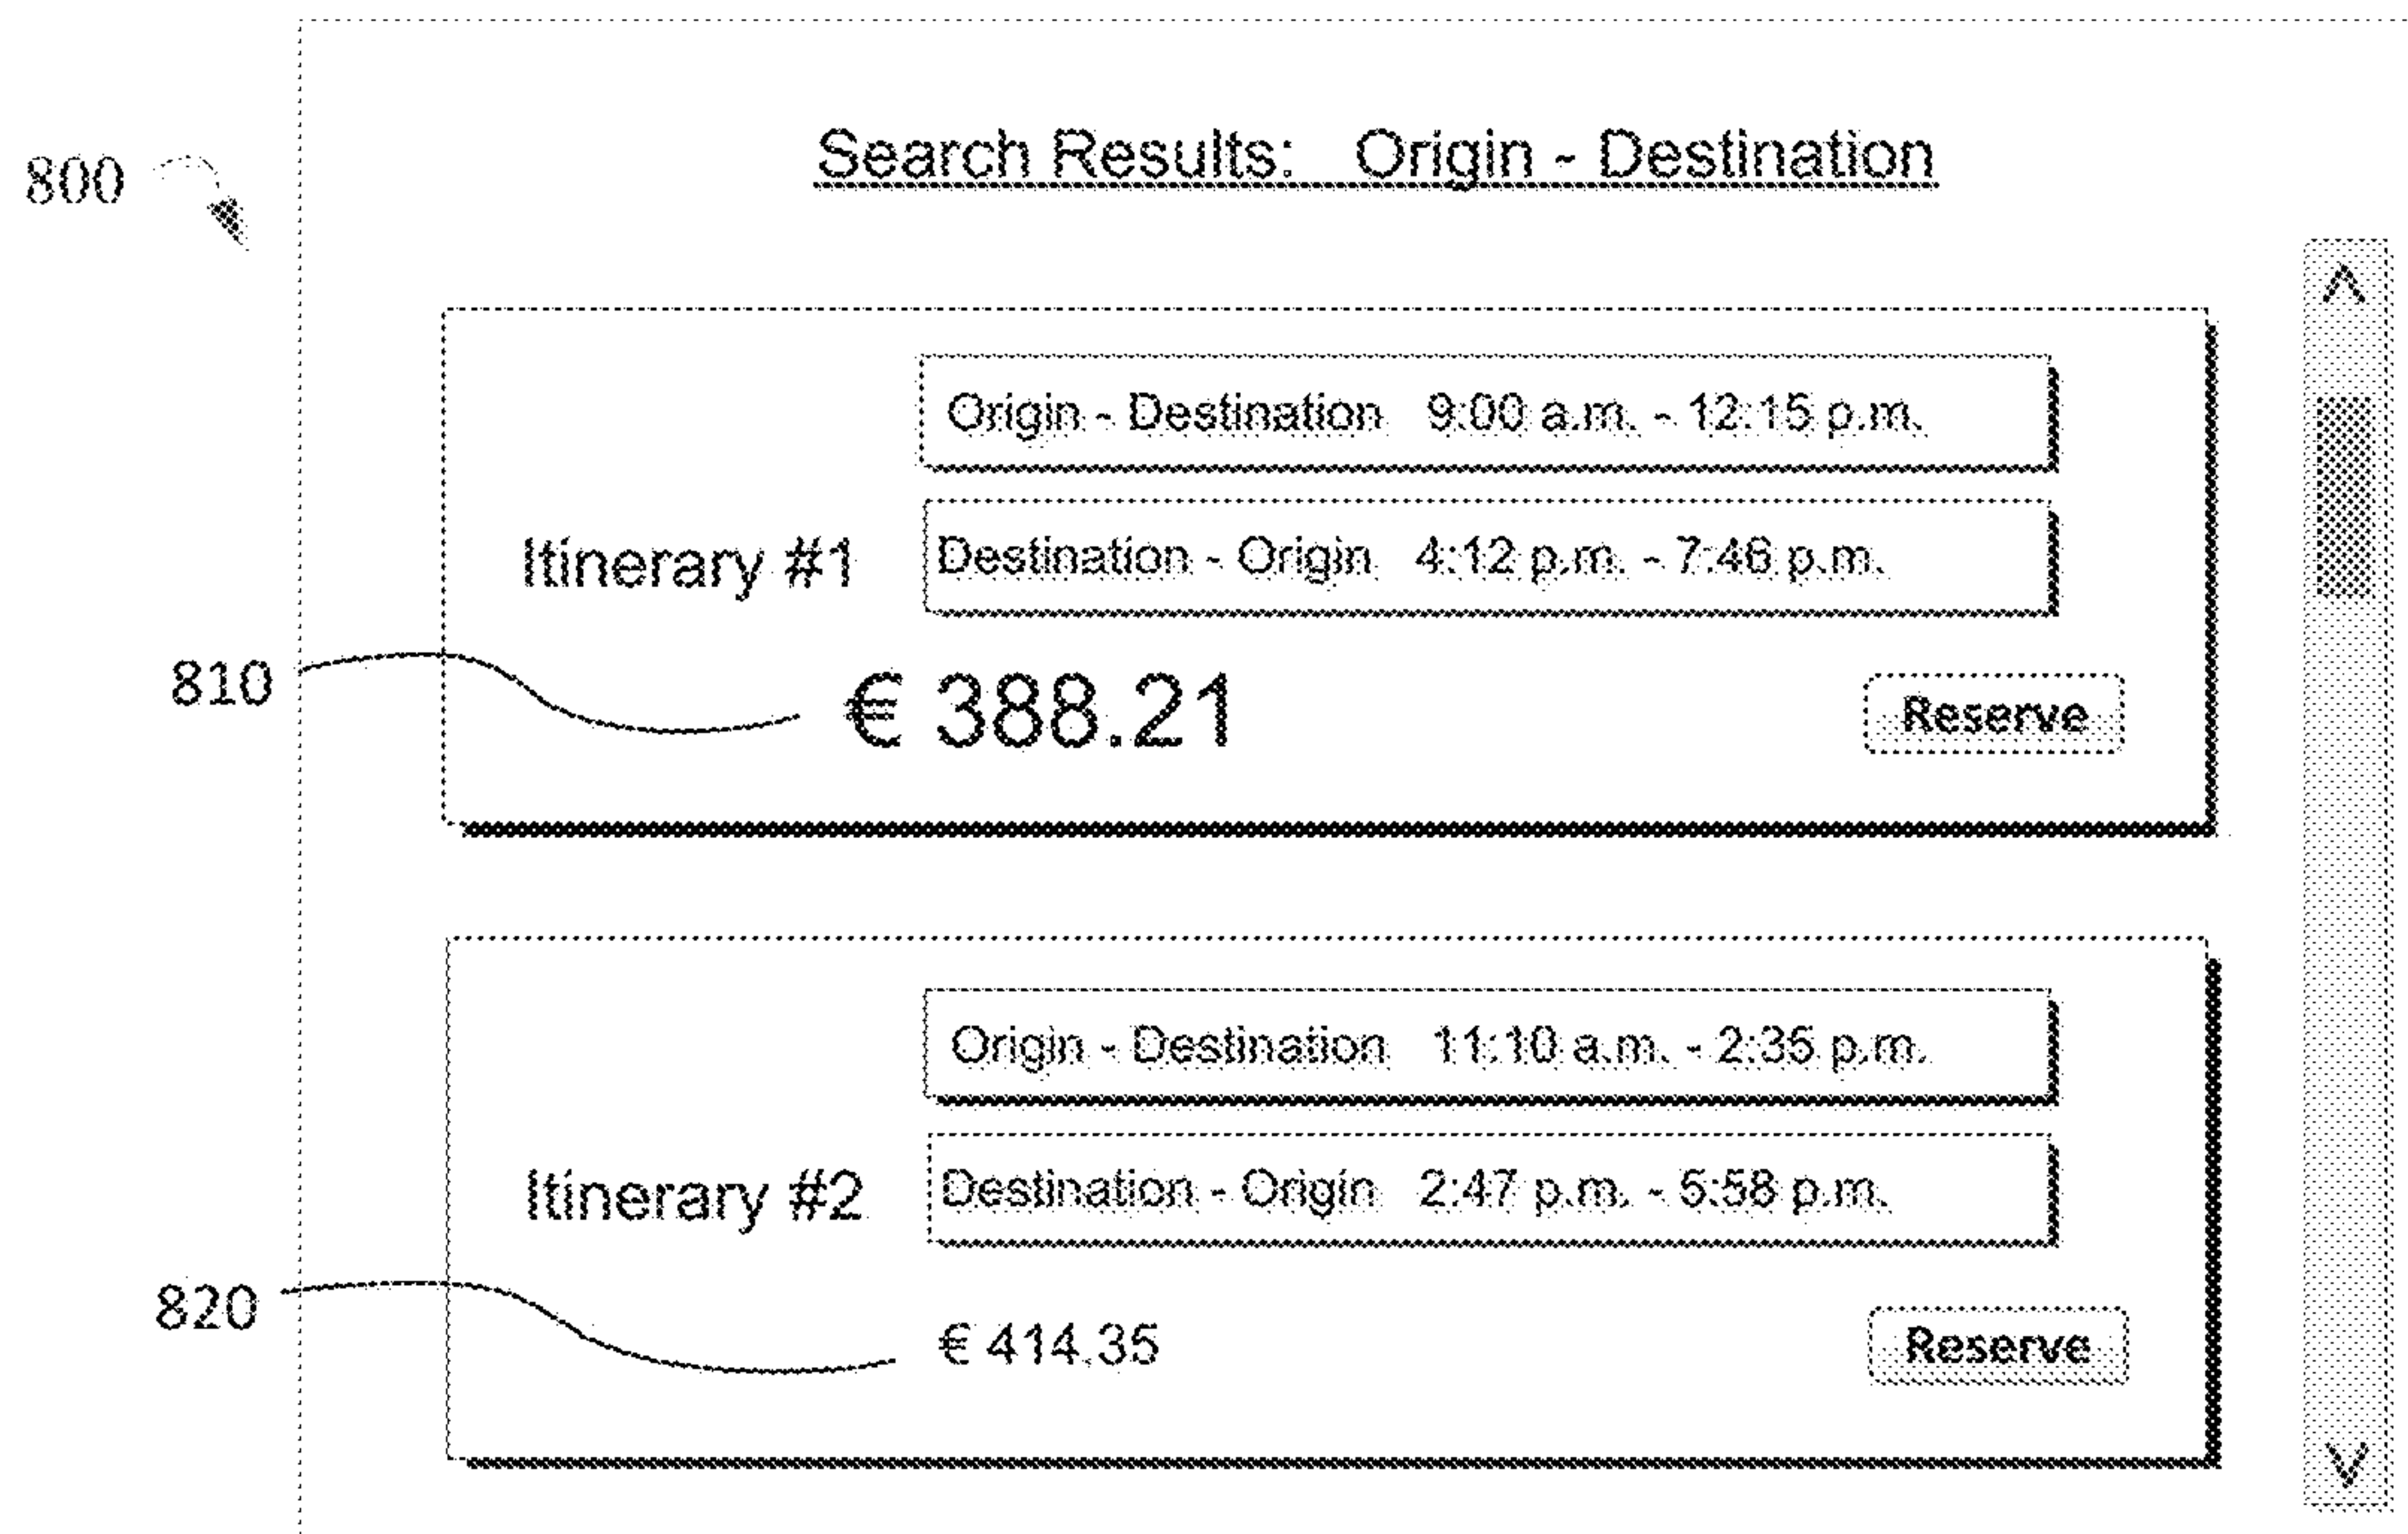 800
Search Results: Origin - Destination
Origin - Destination 9:00 a.m. - 12:15 p.m.
Itinerary #1
Destination - Origin 4:12 p.m. - 7:46 p.m.
810
€ 388.21
Reserve
Origin - Destination 11:10 a.m. - 2:35 p.m.
Itinerary #2
Destination - Origin 2:47 p.m. - 5:58 p.m.
820
€ 414.35
Reserve